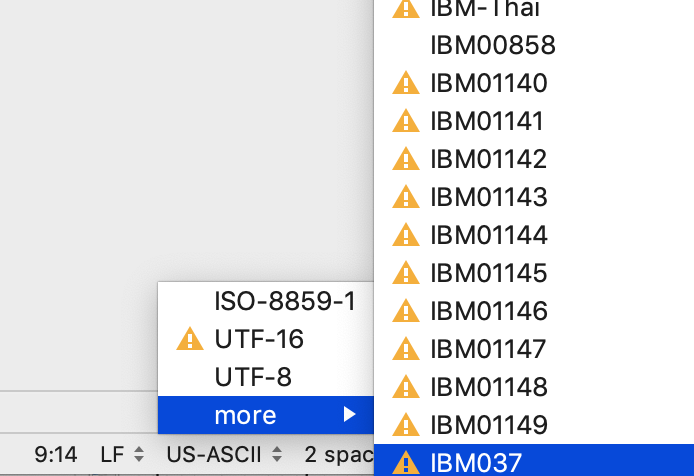 IBM-Thai
IBM00858
IBM01140
IBM01141
IBM01142
IBM01143
IBM01144
IBM01145
IBM01146
IBM01147
IBM01148
IBM01149
IBM037
ISO-8859-1
UTF-16
UTF-8
more
9:14 LF US-ASCII 2 spac